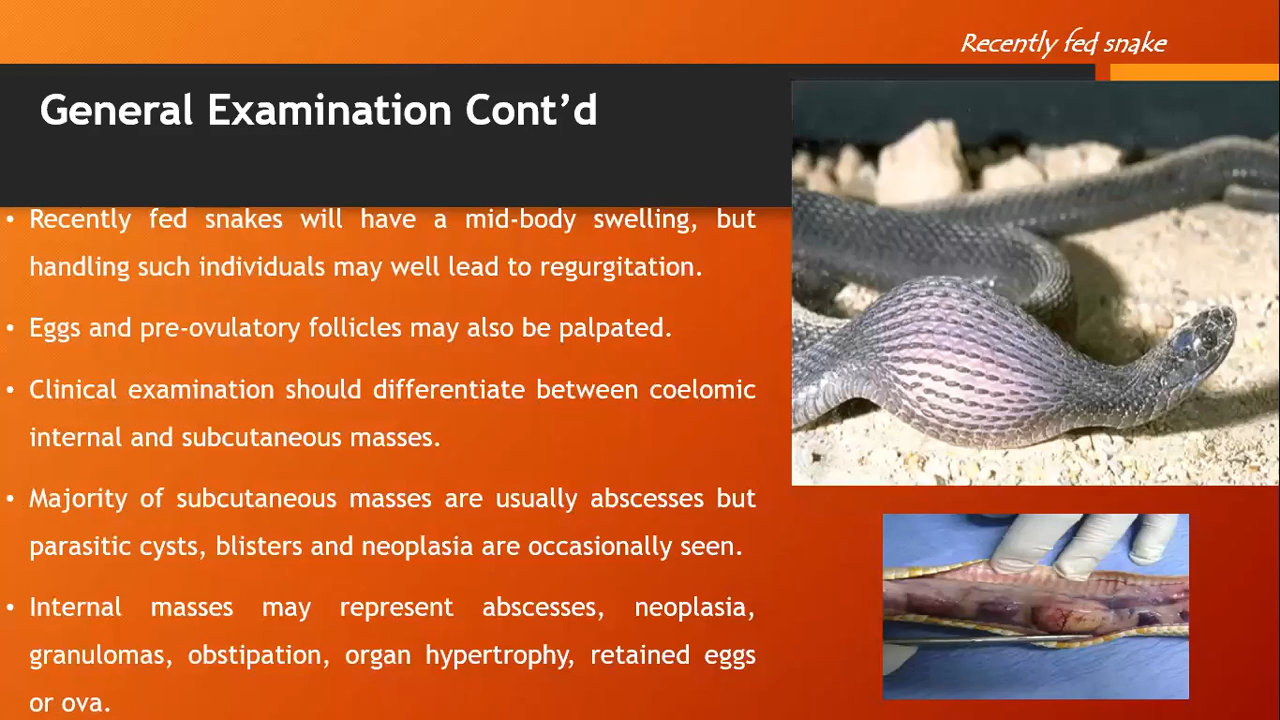 Recently fed snake
General Examination Cont’d
• Recently fed snakes will have a mid-body swelling, but
handling such individuals may well lead to regurgitation.
• Eggs and pre-ovulatory follicles may also be palpated.
• Clinical examination should differentiate between coelomic
internal and subcutaneous masses.
• Majority of subcutaneous masses are usually abscesses but
parasitic cysts, blisters and neoplasia are occasionally seen.
• Internal masses may represent abscesses, neoplasia,
granulomas, obstipation, organ hypertrophy, retained eggs
or ova.